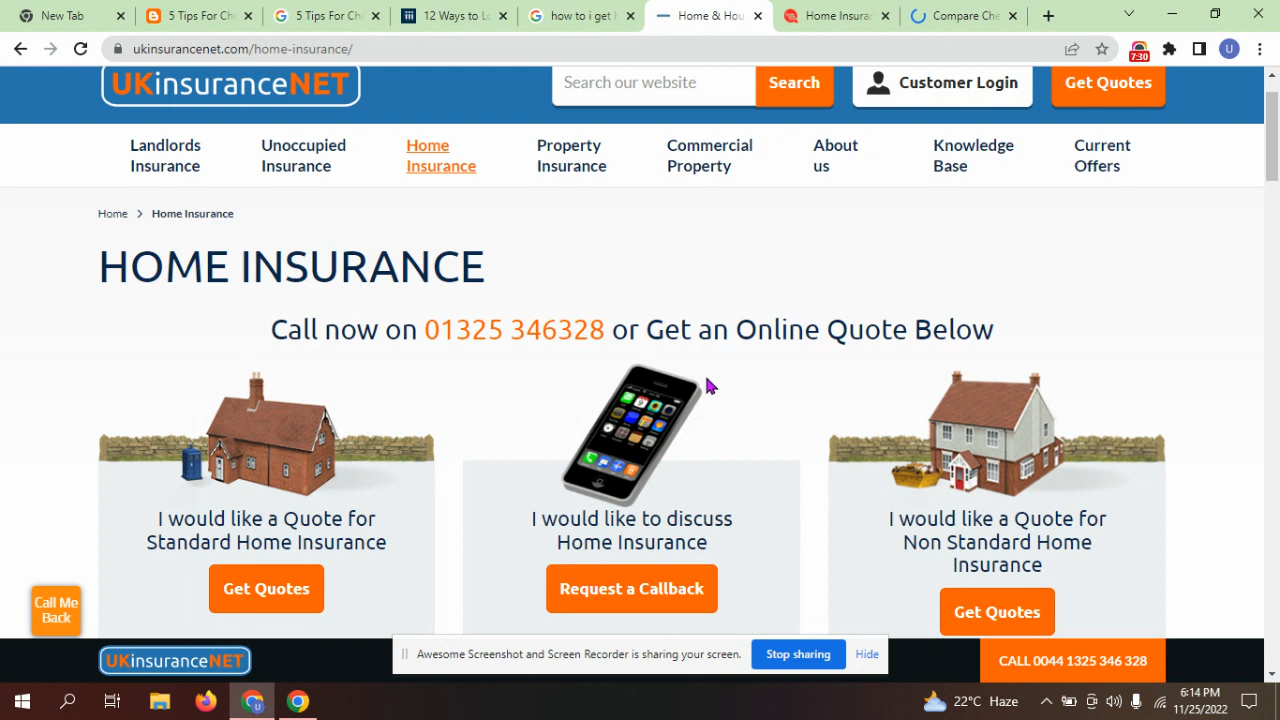 New Tab
5 Tips For Che
5 Tips For Che
12 Ways to Lo
how to i get h
Home & Hou
Home Insuran
Compare Che
ukinsurancenet.com/home-insurance/
7:30
U
UKinsuranceNET
Search our website
Search
Customer Login
Get Quotes
Landlords Insurance
Unoccupied Insurance
Home Insurance
Property Insurance
Commercial Property
About us
Knowledge Base
Current Offers
Home
Home Insurance
HOME INSURANCE
Call now on 01325 346328 or Get an Online Quote Below
I would like a Quote for
Standard Home Insurance
Get Quotes
I would like to discuss
Home Insurance
Request a Callback
I would like a Quote for
Non Standard Home
Insurance
Get Quotes
Call Me
Back
UKinsuranceNET
Awesome Screenshot and Screen Recorder is sharing your screen.
Stop sharing
Hide
CALL 0044 1325 346 328
U
22°C Haze
6:14 PM
11/25/2022